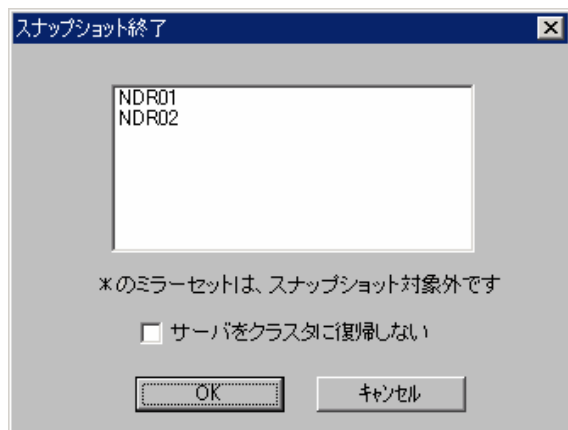 スナップショット終了
NDR01
NDR02
*のミラーセットは、スナップショット対象外です
サーバをクラスタに復帰しない
OK キャンセル